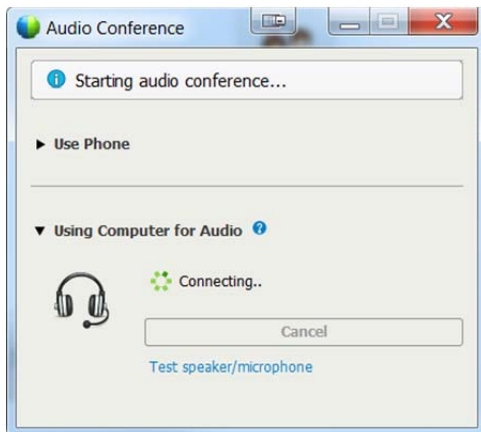 Audio Conference
Starting audio conference...
Use Phone
Using Computer for Audio
Connecting..
Cancel
Test speaker/microphone